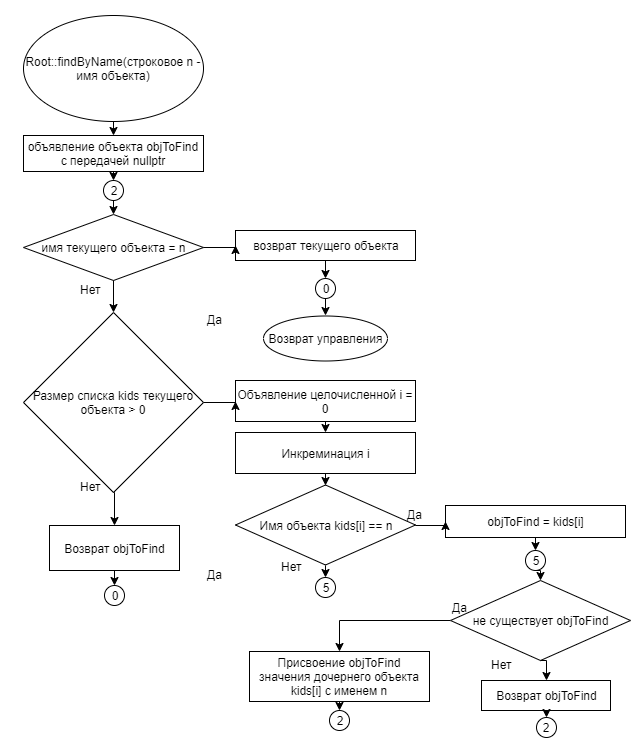 Root::findByName(строковое n -
имя объекта)
объявление объекта objToFind
с передачей nullptr
2
имя текущего объекта = n
возврат текущего объекта
0
Нет
Да
Возврат управления
Размер списка kids текущего
объекта > 0
Объявление целочисленной i =
0
Инкреминация i
Нет
Имя объекта kids[i] == n
Да
objToFind = kids[i]
Возврат objToFind
Нет
5
0
Да
5
Да
не существует objToFind
Нет
Присвоение objToFind
значения дочернего объекта
kids[i] с именем n
Возврат objToFind
2
2